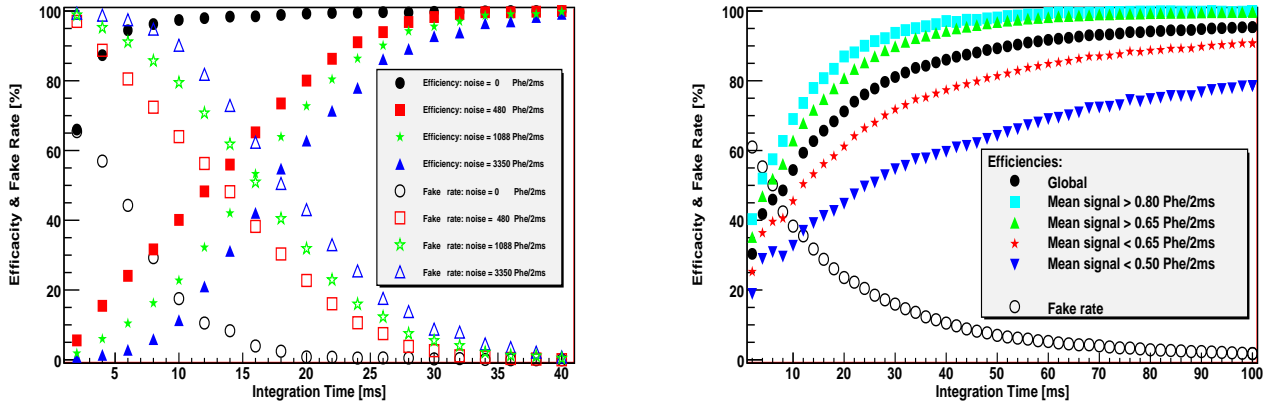 Efficacy & Fake Rate [%]
100
80
60
40
20
0
Efficiency: noise = 0 Phe/2ms
Efficiency: noise = 480 Phe/2ms
Efficiency: noise = 1088 Phe/2ms
Efficiency: noise = 3350 Phe/2ms
Fake rate: noise = 0 Phe/2ms
Fake rate: noise = 480 Phe/2ms
Fake rate: noise = 1088 Phe/2ms
Fake rate: noise = 3350 Phe/2ms
5 10 15 20 25 30 35 40
Integration Time [ms]
Efficacy & Fake Rate [%]
100
80
60
40
20
0
Efficiencies:
Global
Mean signal > 0.80 Phe/2ms
Mean signal > 0.65 Phe/2ms
Mean signal < 0.65 Phe/2ms
Mean signal < 0.50 Phe/2ms
Fake rate
10 20 30 40 50 60 70 80 90 100
Integration Time [ms]